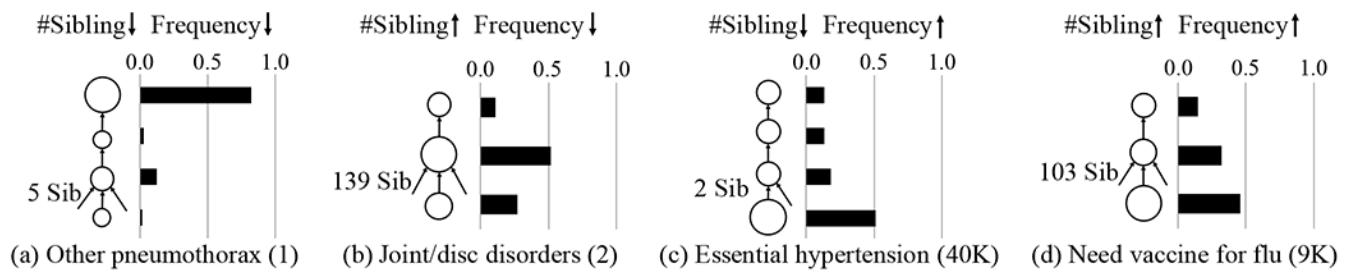 #Sibling↓ Frequency↓
0.0 0.5 1.0
5 Sib
(a) Other pneumothorax (1)
#Sibling↑ Frequency↓
0.0 0.5 1.0
139 Sib
(b) Joint/disc disorders (2)
#Sibling↓ Frequency↑
0.0 0.5 1.0
2 Sib
(c) Essential hypertension (40K)
#Sibling↑ Frequency↑
0.0 0.5 1.0
103 Sib
(d) Need vaccine for flu (9K)